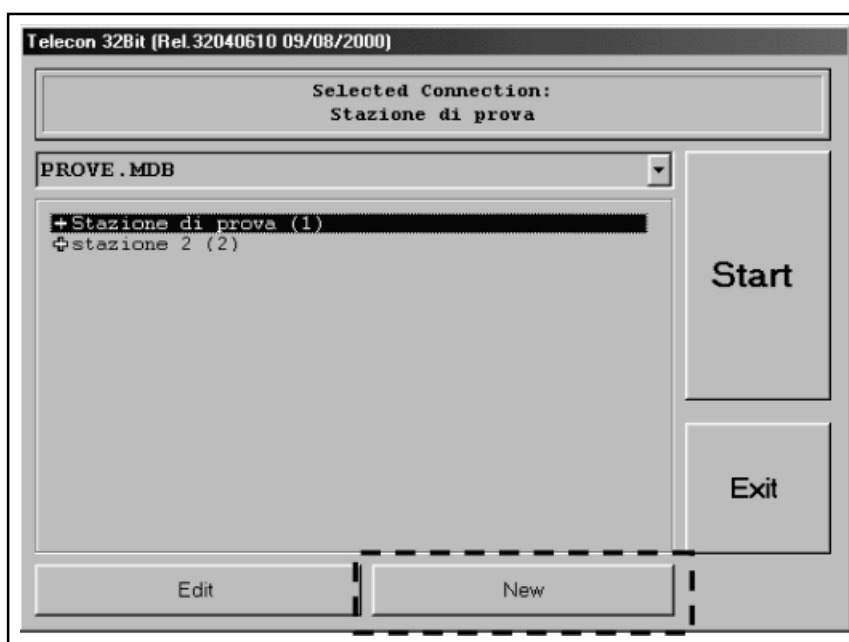 Telecon 32Bit (Rel.32040610 09/08/2000)
Selected Connection:
Stazione di prova
PROVE.MDB
+Stazione di prova (1)
stazione 2 (2)
Start
Exit
Edit
New